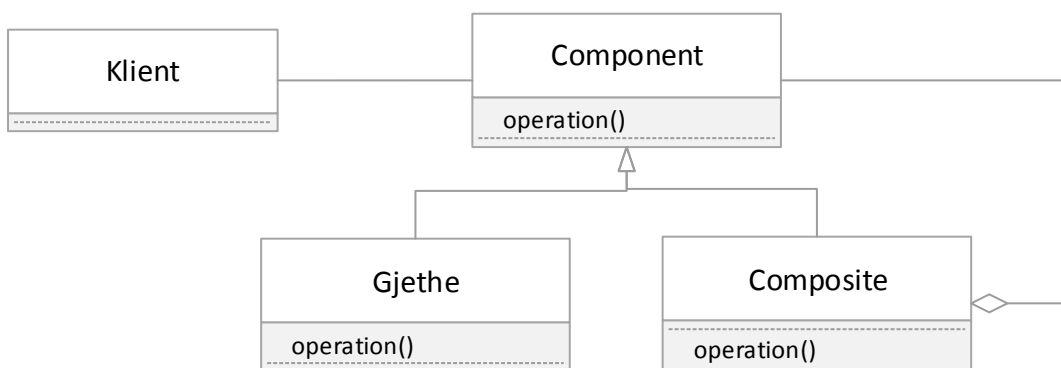 Klient
Component
operation()
Gjethe
operation()
Composite
operation()